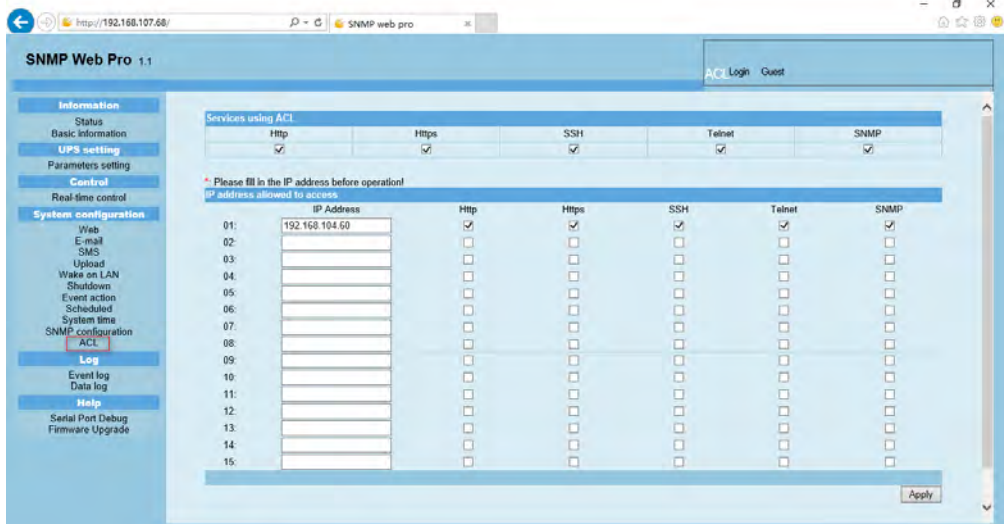 http://192.168.107.68/
SNMP web pro
SNMP Web Pro 1.1
ACL Login Guest
Information
Status
Basic information
UPS setting
Parameters setting
Control
Real-time control
System configuration
Web
E-mail
SMS
Upload
Wake on LAN
Shutdown
Event action
Scheduled
System time
SNMP configuration
ACL
Log
Event log
Data log
Help
Serial Port Debug
Firmware Upgrade
Services using ACL
Http Https SSH Telnet SNMP
*: Please fill in the IP address before operation!
IP address allowed to access
IP Address Http Https SSH Telnet SNMP
01: 192.168.104.60
02:
03:
04:
05:
06:
07:
08:
09:
10:
11:
12:
13:
14:
15:
Apply